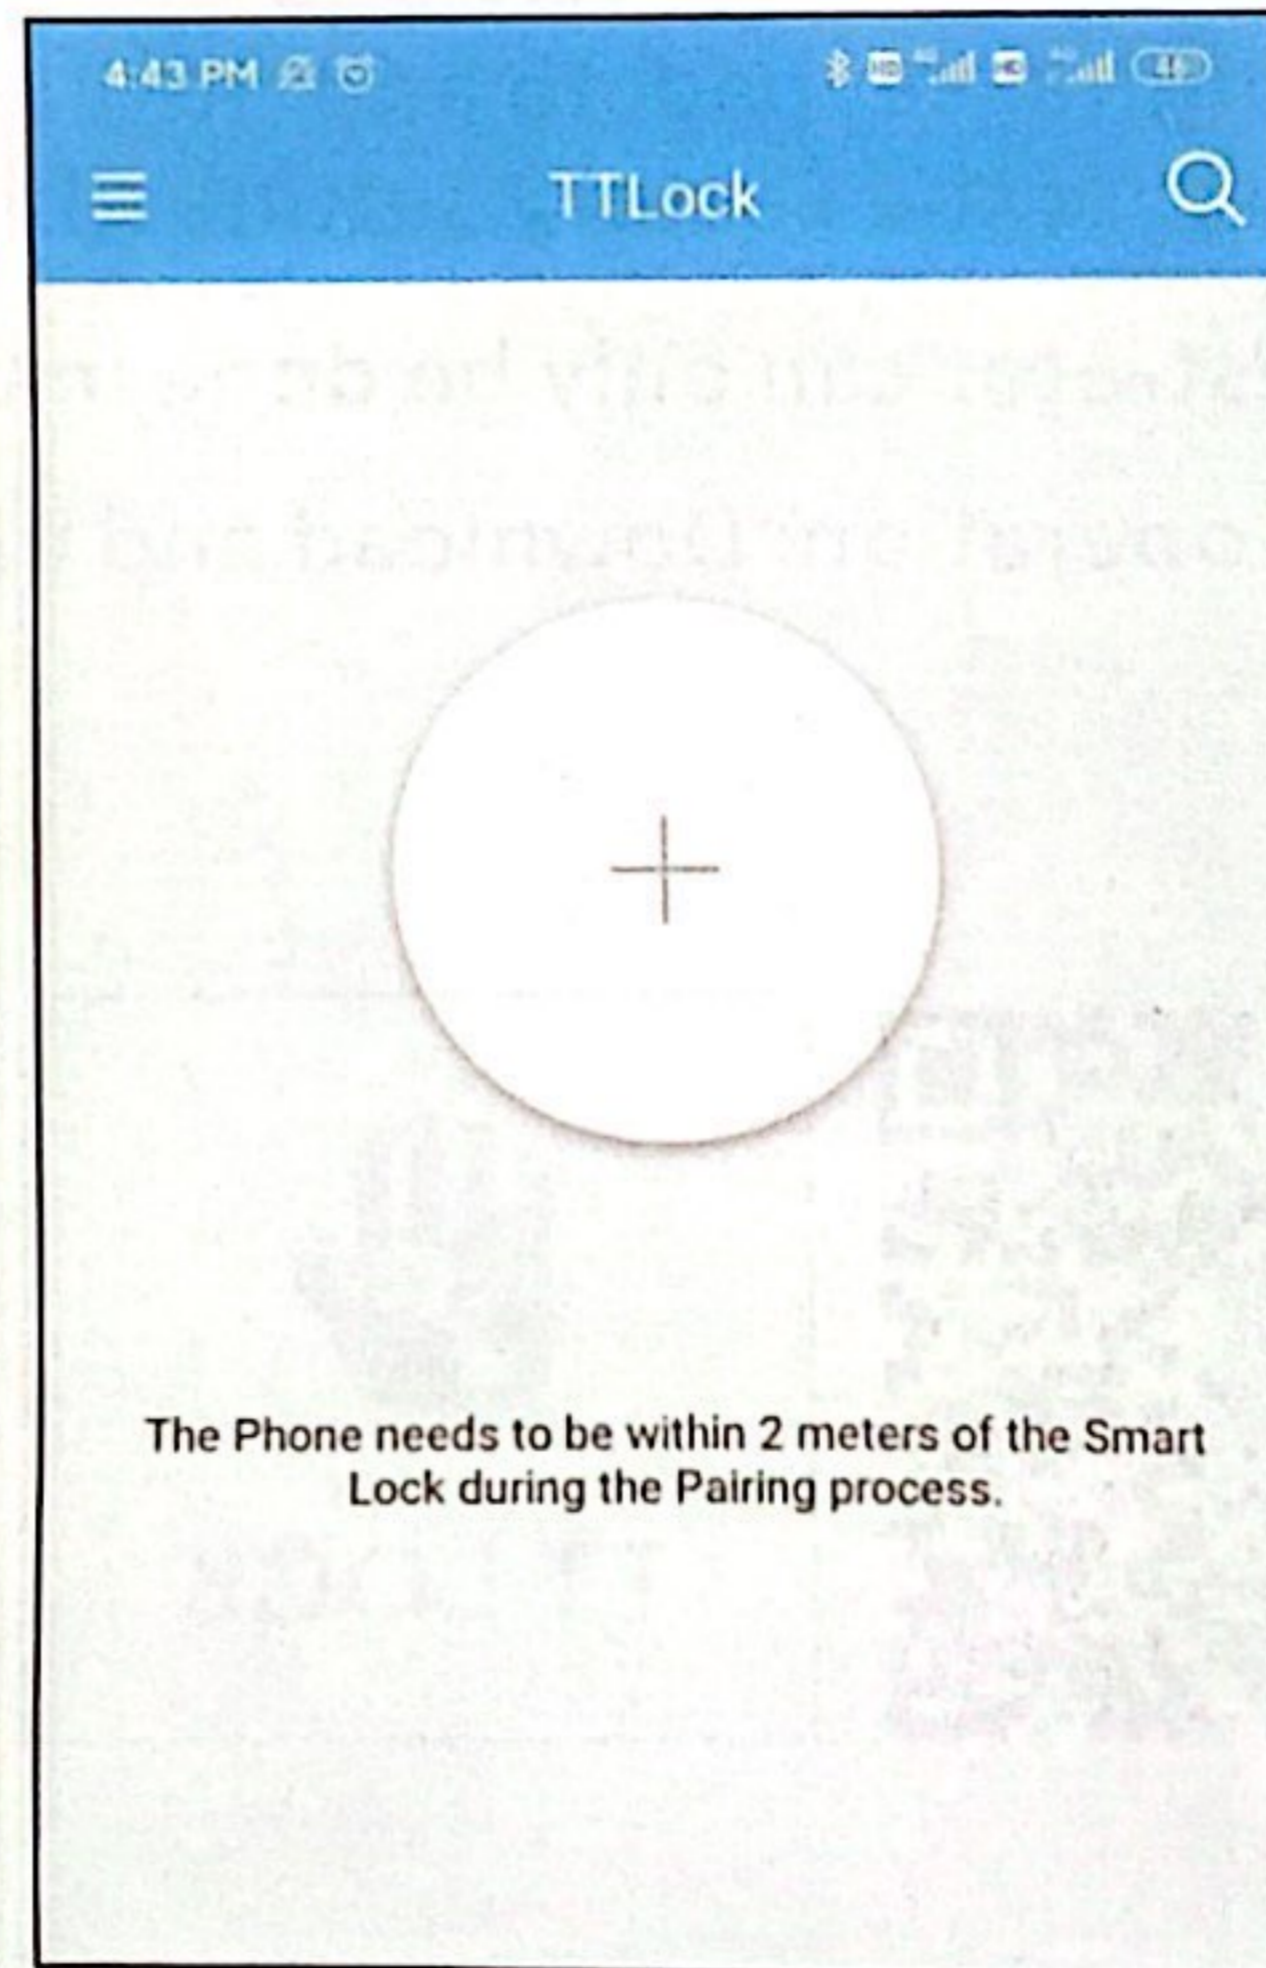 4:43 PM
TTLock
The Phone needs to be within 2 meters of the Smart
Lock during the Pairing process.